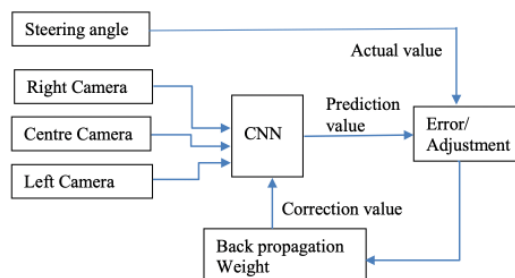 Steering angle
Actual value
Right Camera
Centre Camera
Left Camera
CNN
Prediction
value
Error/
Adjustment
Correction value
Back propagation
Weight